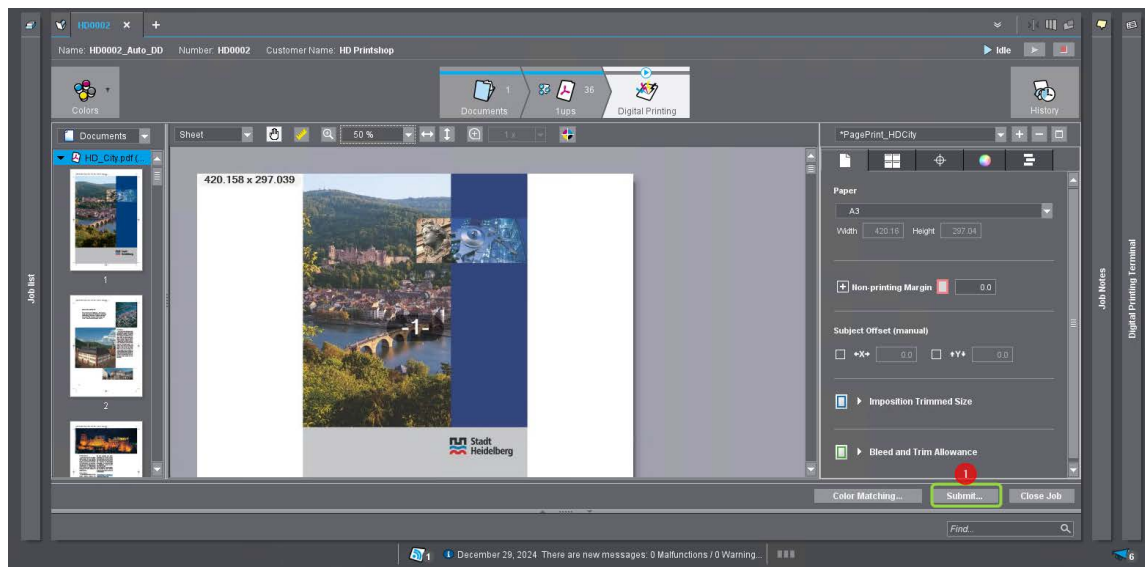 HD0002 × +
Name: HD0002_Auto_DD Number: HD0002 Customer Name: HD Printshop
Idle
Colors
Documents 1
1ups 36
Digital Printing
History
Documents
Sheet
50 %
1 x
*PagePrint_HDCity
HD_City.pdf (...
1
2
420.158 x 297.039
-1-
Stadt
Heidelberg
Paper
A3
Width 420.16 Height 297.04
Non-printing Margin 0.0
Subject Offset (manual)
X 0.0 Y 0.0
Imposition Trimmed Size
Bleed and Trim Allowance
1
Color Matching... Submit... Close Job
Find...
1 December 29, 2024 There are new messages: 0 Malfunctions / 0 Warning...
6
Job list
Job Notes
Digital Printing Terminal